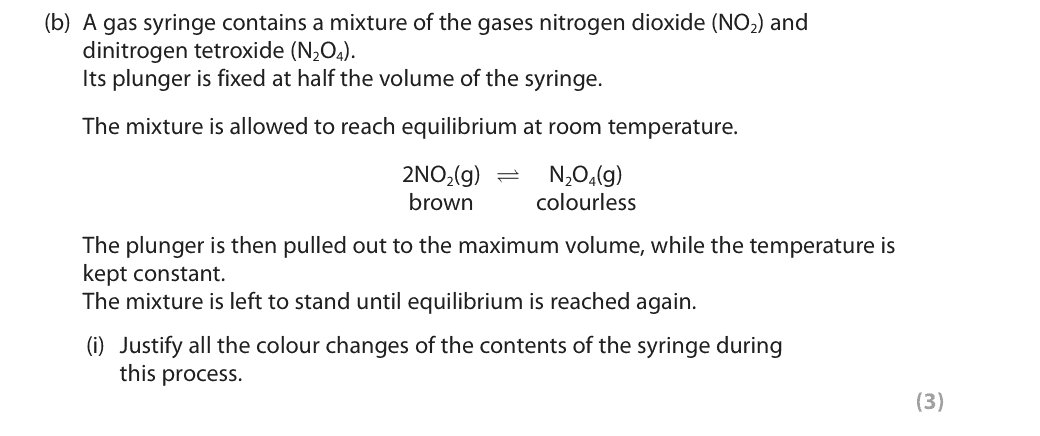 (b) A gas syringe contains a mixture of the gases nitrogen dioxide (NO₂) and
dinitrogen tetroxide (N₂O₄).
Its plunger is fixed at half the volume of the syringe.
The mixture is allowed to reach equilibrium at room temperature.
2NO₂(g) ⇌ N₂O₄(g)
brown colourless
The plunger is then pulled out to the maximum volume, while the temperature is
kept constant.
The mixture is left to stand until equilibrium is reached again.
(i) Justify all the colour changes of the contents of the syringe during
this process.
(3)